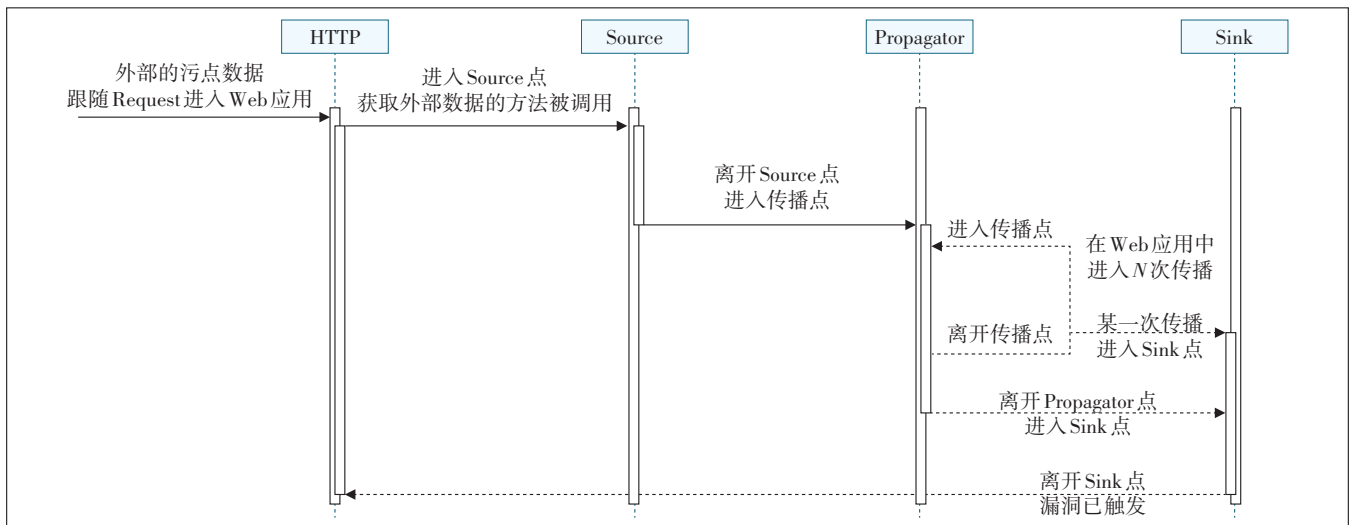 HTTP
Source
Propagator
Sink
外部的污点数据
跟随Request进入Web应用
进入Source点
获取外部数据的方法被调用
离开Source点
进入传播点
进入传播点
在Web应用中
进入N次传播
离开传播点
某一次传播
进入Sink点
离开Propagator点
进入Sink点
离开Sink点
漏洞已触发